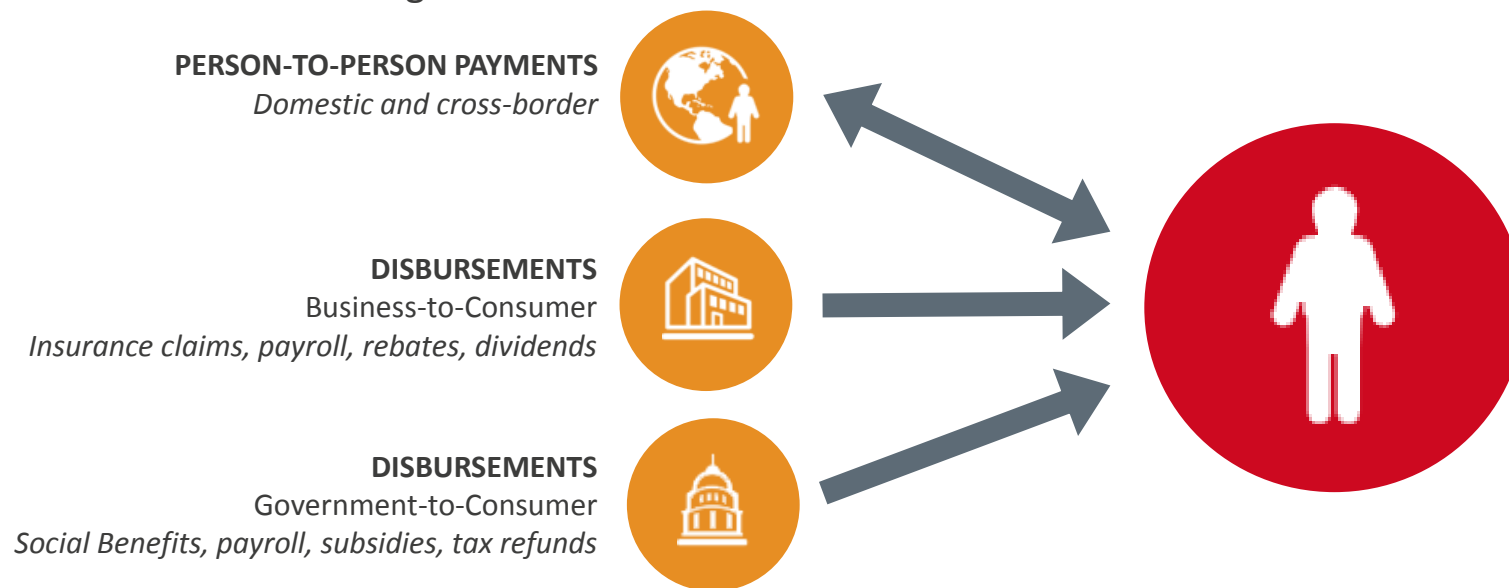 PERSON-TO-PERSON PAYMENTS
Domestic and cross-border
DISBURSEMENTS
Business-to-Consumer
Insurance claims, payroll, rebates, dividends
DISBURSEMENTS
Government-to-Consumer
Social Benefits, payroll, subsidies, tax refunds